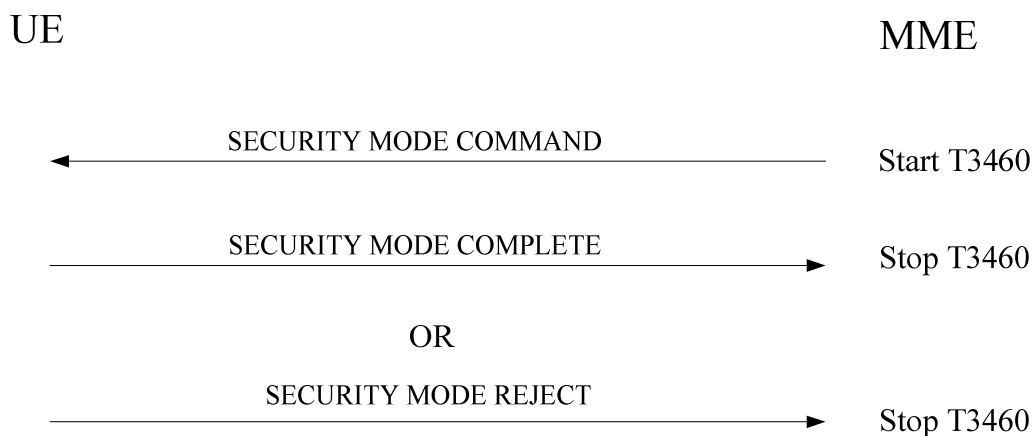 UE
MME
SECURITY MODE COMMAND
Start T3460
SECURITY MODE COMPLETE
Stop T3460
OR
SECURITY MODE REJECT
Stop T3460